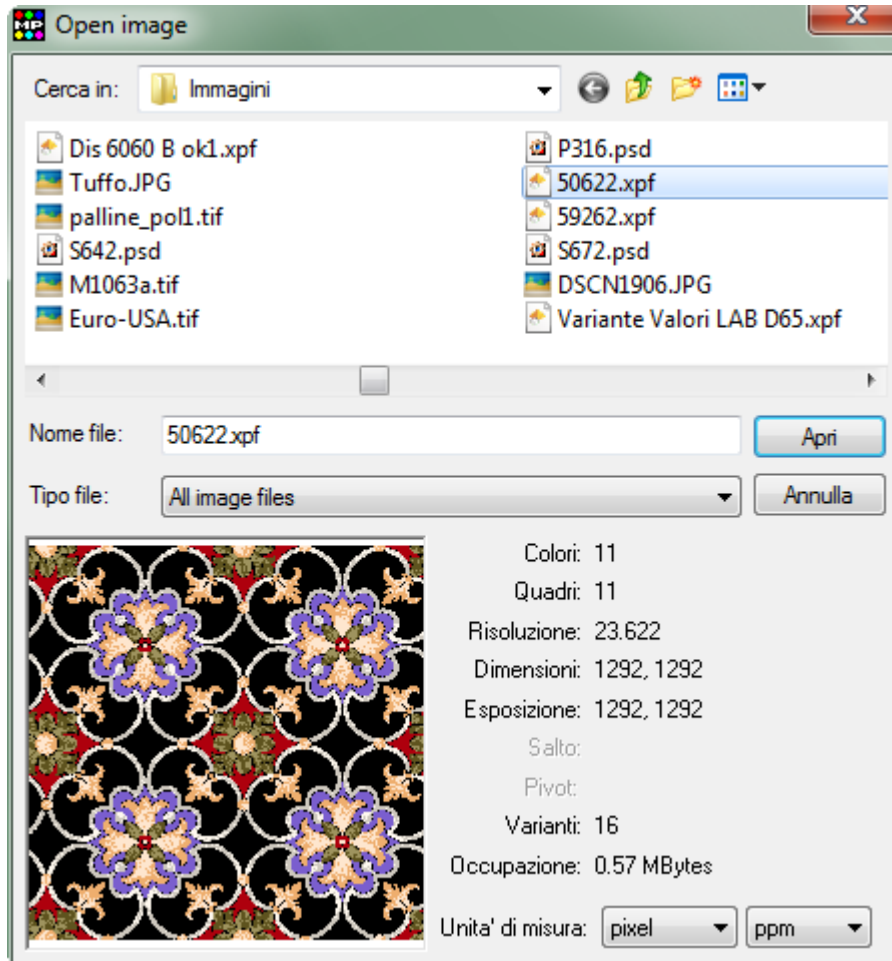 MP Open image
Cerca in: Immagini
Dis 6060 B ok1.xpf
Tuffo.JPG
palline_pol1.tif
S642.psd
M1063a.tif
Euro-USA.tif
P316.psd
50622.xpf
59262.xpf
S672.psd
DSCN1906.JPG
Variante Valori LAB D65.xpf
Nome file: 50622.xpf Apri
Tipo file: All image files Annulla
Colori: 11
Quadri: 11
Risoluzione: 23.622
Dimensioni: 1292, 1292
Esposizione: 1292, 1292
Salto:
Pivot:
Varianti: 16
Occupazione: 0.57 MBytes
Unita' di misura: pixel ppm